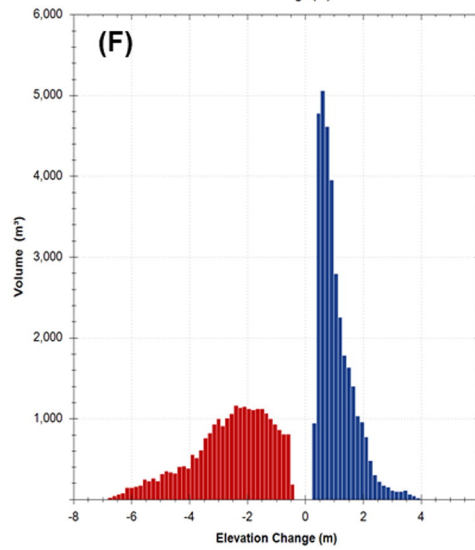 6,000
(F)
5,000
4,000
3,000
2,000
1,000
Volume (m³)
-8 -6 -4 -2 0 2 4
Elevation Change (m)